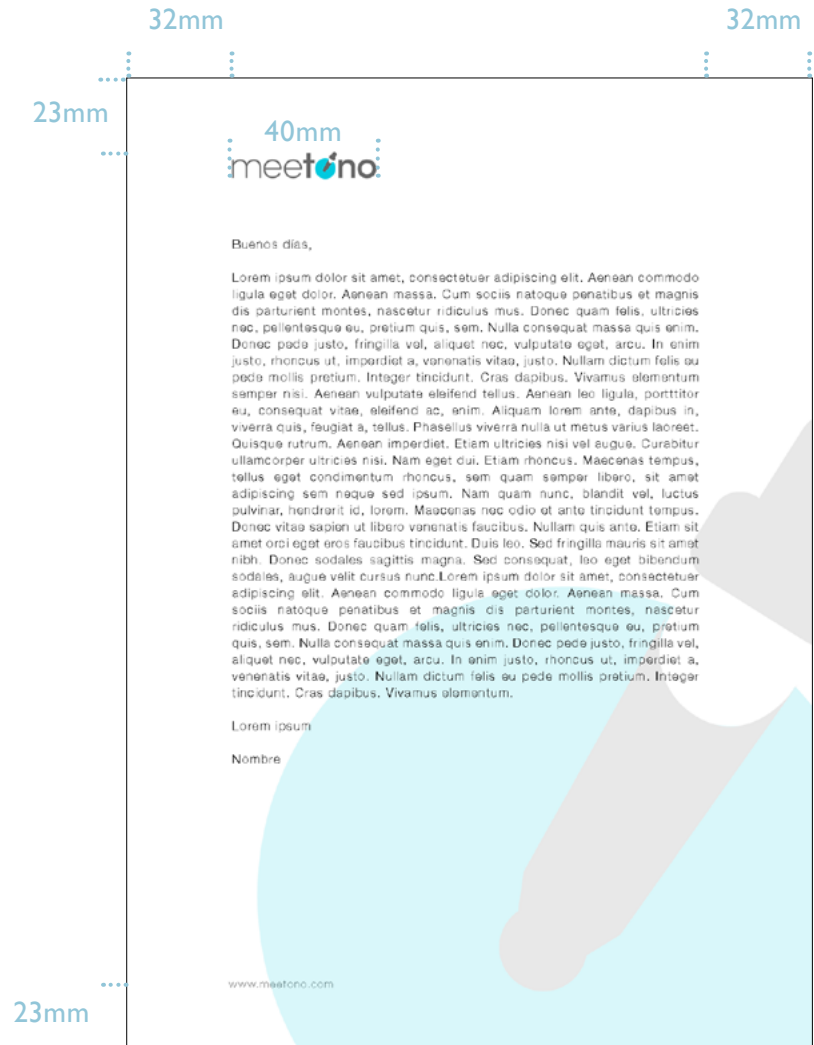 32mm
32mm
23mm
40mm
meetono
Buenos días,
Lorem ipsum dolor sit amet, consectetuer adipiscing elit. Aenean commodo
ligula eget dolor. Aenean massa. Cum sociis natoque penatibus et magnis
dis parturient montes, nascetur ridiculus mus. Donec quam felis, ultricies
nec, pellentesque eu, pretium quis, sem. Nulla consequat massa quis enim.
Donec pede justo, fringilla vel, aliquet nec, vulputate eget, arcu. In enim
justo, rhoncus ut, imperdiet a, venenatis vitae, justo. Nullam dictum felis eu
pede mollis pretium. Integer tincidunt. Cras dapibus. Vivamus elementum
semper nisi. Aenean vulputate eleifend tellus. Aenean leo ligula, porttitor
eu, consequat vitae, eleifend ac, enim. Aliquam lorem ante, dapibus in,
viverra quis, feugiat a, tellus. Phasellus viverra nulla ut metus varius laoreet.
Quisque rutrum. Aenean imperdiet. Etiam ultricies nisi vel augue. Curabitur
ullamcorper ultricies nisi. Nam eget dui. Etiam rhoncus. Maecenas tempus,
tellus eget condimentum rhoncus, sem quam semper libero, sit amet
adipiscing sem neque sed ipsum. Nam quam nunc, blandit vel, luctus
pulvinar, hendrerit id, lorem. Maecenas nec odio et ante tincidunt tempus.
Donec vitae sapien ut libero venenatis faucibus. Nullam quis ante. Etiam sit
amet orci eget eros faucibus tincidunt. Duis leo. Sed fringilla mauris sit amet
nibh. Donec sodales sagittis magna. Sed consequat, leo eget bibendum
sodales, augue velit cursus nunc.Lorem ipsum dolor sit amet, consectetuer
adipiscing elit. Aenean commodo ligula eget dolor. Aenean massa. Cum
sociis natoque penatibus et magnis dis parturient montes, nascetur
ridiculus mus. Donec quam felis, ultricies nec, pellentesque eu, pretium
quis, sem. Nulla consequat massa quis enim. Donec pede justo, fringilla vel,
aliquet nec, vulputate eget, arcu. In enim justo, rhoncus ut, imperdiet a,
venenatis vitae, justo. Nullam dictum felis eu pede mollis pretium. Integer
tincidunt. Cras dapibus. Vivamus elementum.
Lorem ipsum
Nombre
www.meetono.com
23mm